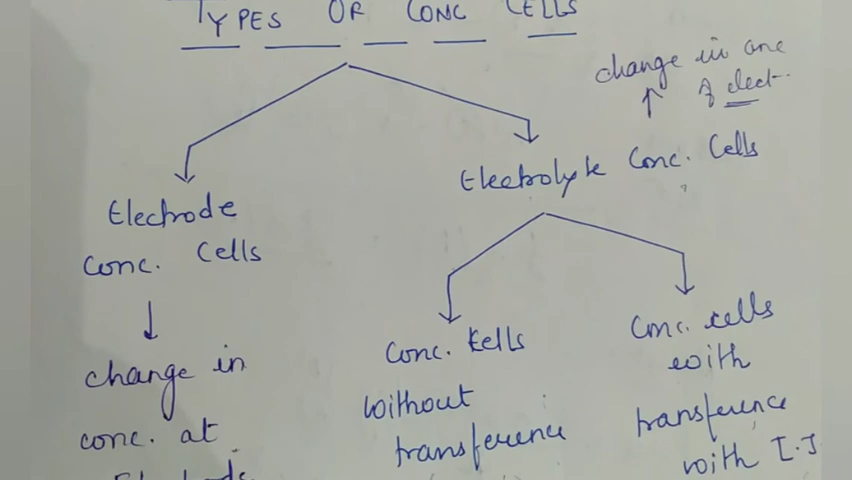 TYPES OF CONC CELLS
change in one
of elect.
Electrolyte Conc. Cells
Electrode
Conc. Cells
change in
conc. at
Conc. Cells
without
transference
Conc. cells
with
transference
with I.J